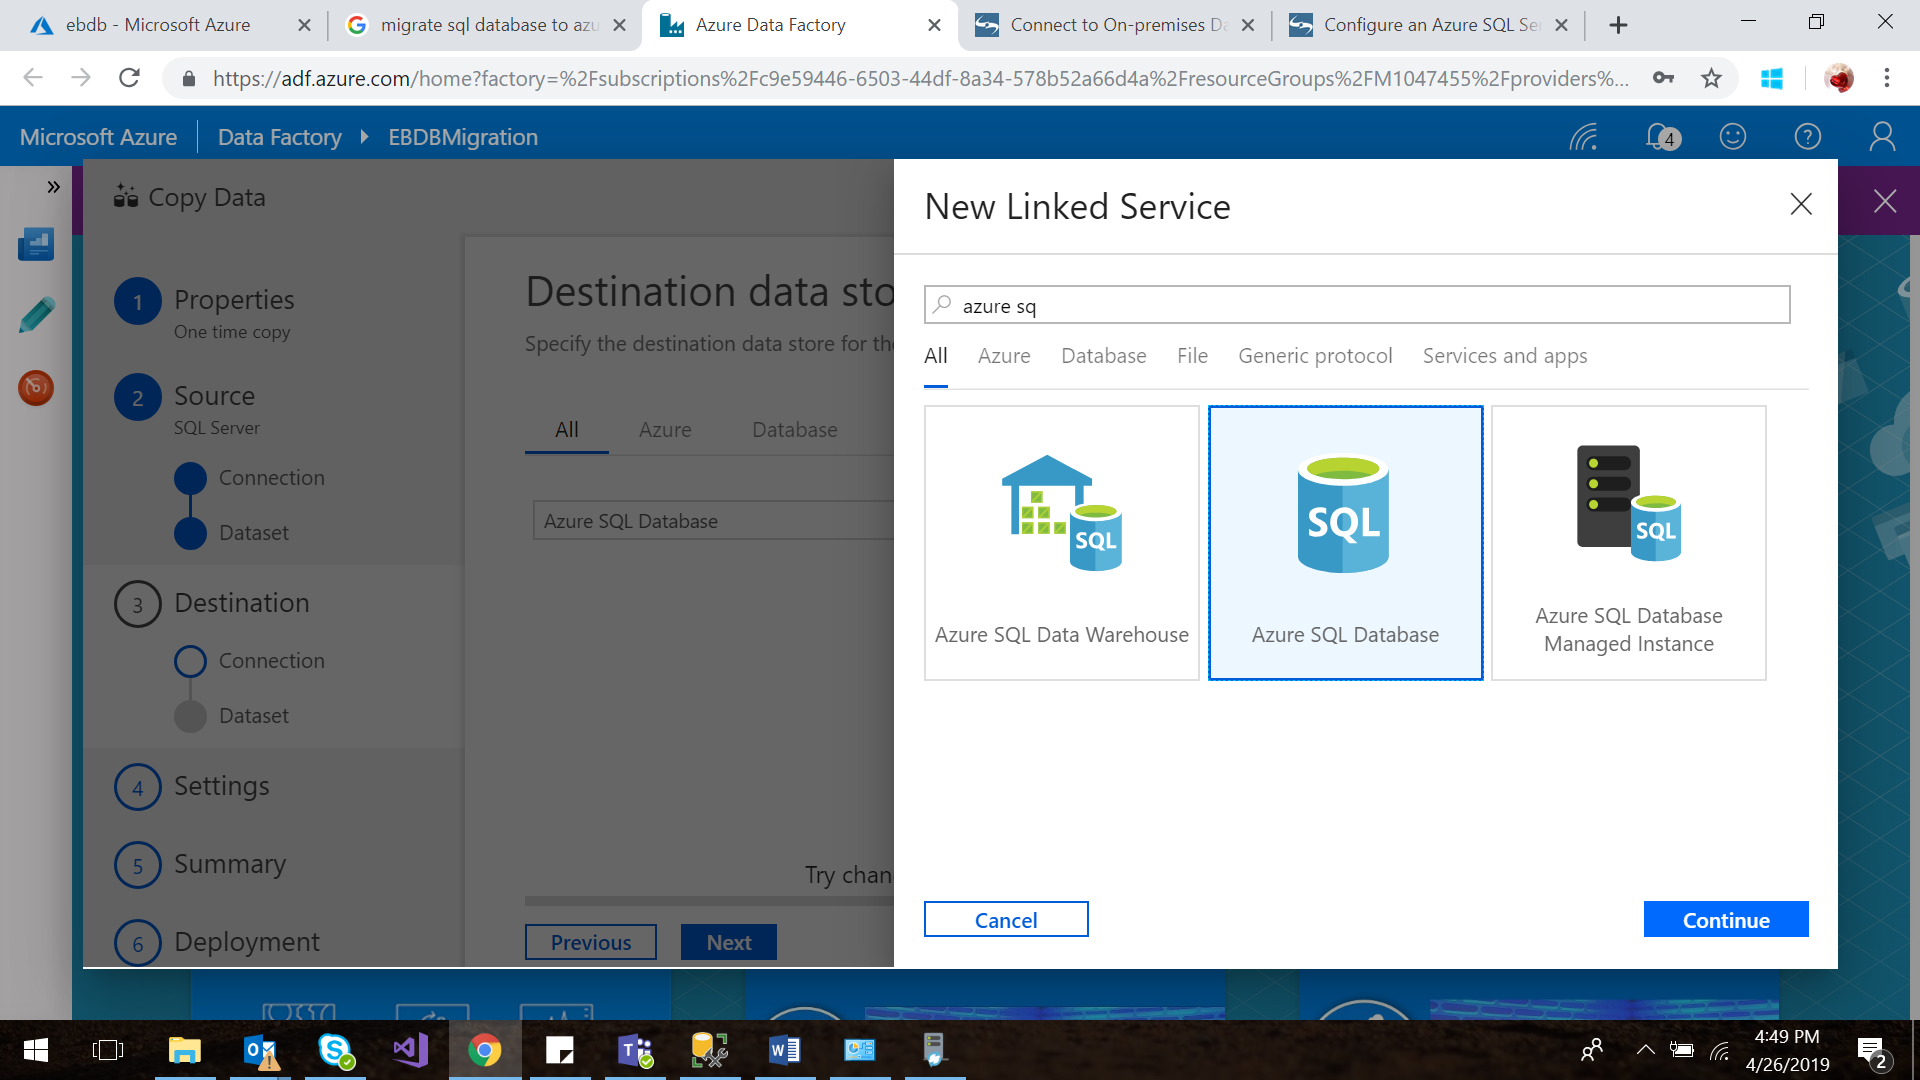 ebdb - Microsoft Azure
migrate sql database to azu
Azure Data Factory
Connect to On-premises Da
Configure an Azure SQL Se
https://adf.azure.com/home?factory=%2Fsubscriptions%2Fc9e59446-6503-44df-8a34-578b52a66d4a%2FresourceGroups%2FM1047455%2Fproviders%...
Microsoft Azure
Data Factory
EBDBMigration
4
Copy Data
1
Properties
One time copy
2
Source
SQL Server
Connection
Dataset
3
Destination
Connection
Dataset
4
Settings
5
Summary
6
Deployment
Destination data sto
Specify the destination data store for the
All
Azure
Database
Azure SQL Database
Try chan
Previous
Next
New Linked Service
azure sq
All
Azure
Database
File
Generic protocol
Services and apps
SQL
Azure SQL Data Warehouse
SQL
Azure SQL Database
SQL
Azure SQL Database
Managed Instance
Cancel
Continue
4:49 PM
4/26/2019
2